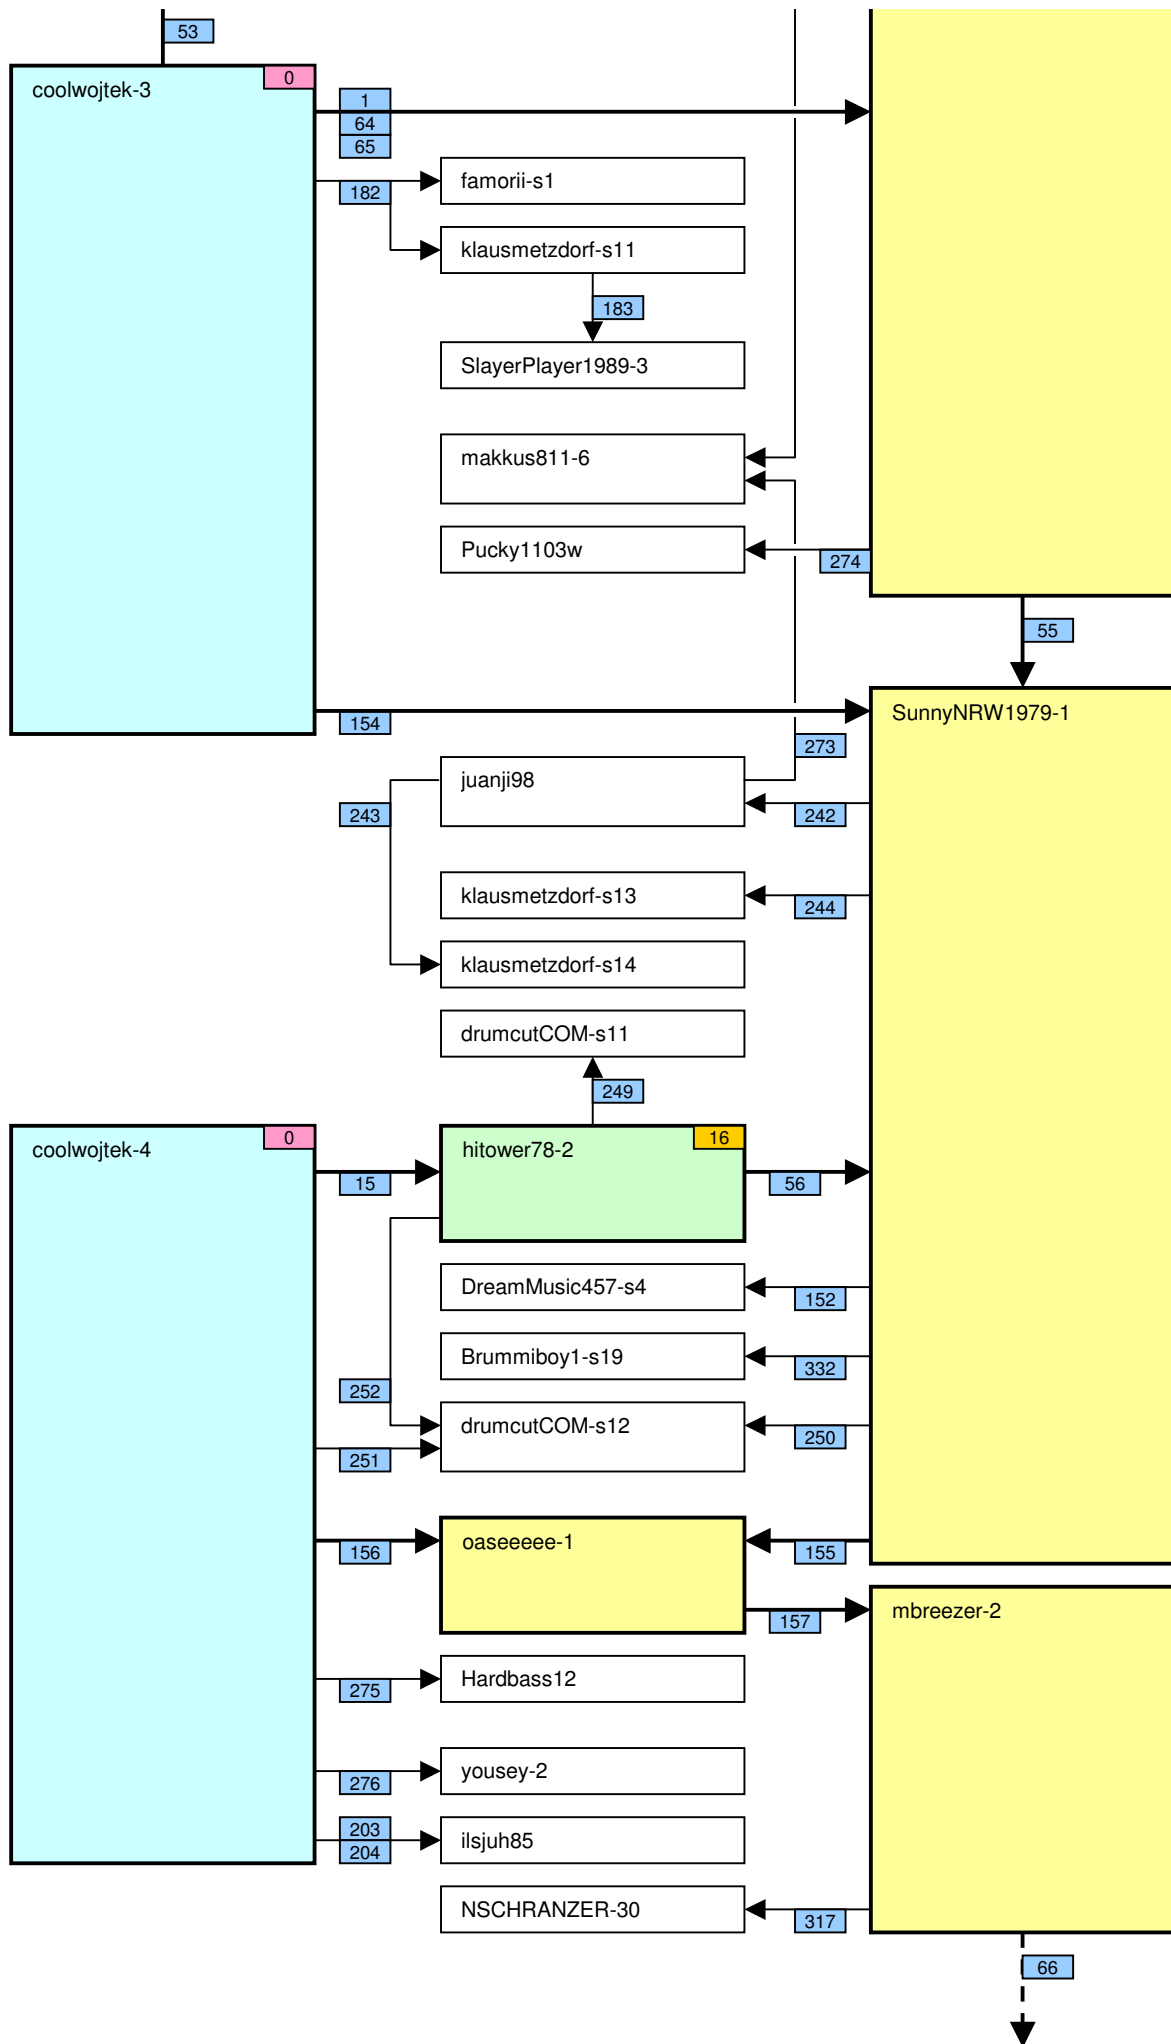 53
coolwojtek-3
0
1
64
65
182
famorii-s1
klausmetzdorf-s11
183
SlayerPlayer1989-3
makkus811-6
Pucky1103w
274
55
154
SunnyNRW1979-1
273
juanji98
243
242
klausmetzdorf-s13
244
klausmetzdorf-s14
drumcutCOM-s11
249
coolwojtek-4
0
hitower78-2
16
15
56
DreamMusic457-s4
152
Brummiboy1-s19
332
252
drumcutCOM-s12
250
251
oaseeeee-1
156
155
mbreezer-2
157
Hardbass12
275
yousey-2
276
203
ilsjuh85
204
NSCHRANZER-30
317
66